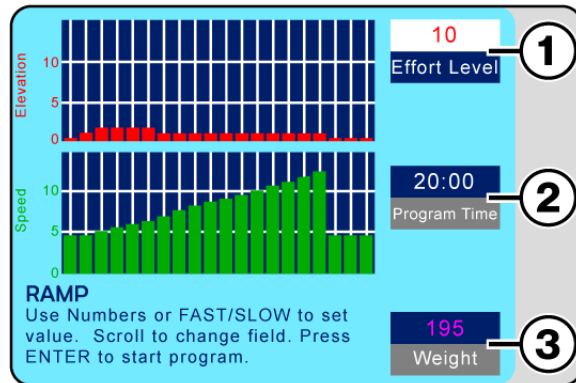 Elevation
10
5
0
Speed
10
5
0
RAMP
Use Numbers or FAST/SLOW to set
value. Scroll to change field. Press
ENTER to start program.
10
Effort Level
1
20:00
Program Time
2
195
Weight
3